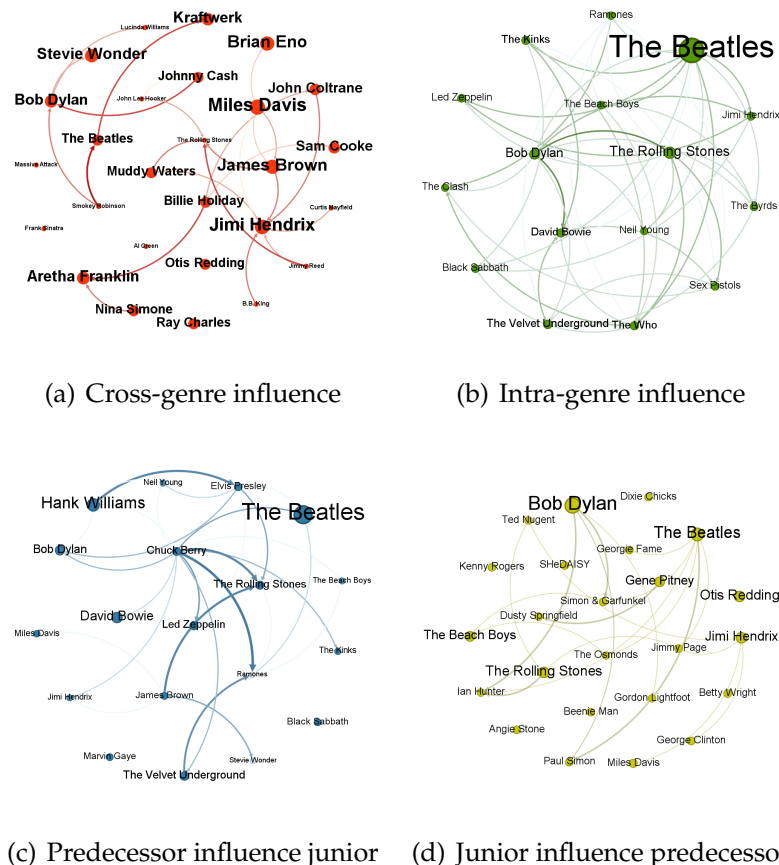 Kraftwerk
Lucinda Williams
Brian Eno
Stevie Wonder
Johnny Cash
John Coltrane
Bob Dylan
John Lee Hooker
Miles Davis
The Beatles
The Rolling Stones
Sam Cooke
Massive Attack
Muddy Waters
James Brown
Smokey Robinson
Billie Holiday
Curtis Mayfield
Frank Sinatra
Jimi Hendrix
Al Green
Otis Redding
Jimmy Reed
Aretha Franklin
Nina Simone
B.B. King
Ray Charles
(a) Cross-genre influence
Ramones
The Kinks
The Beatles
Led Zeppelin
The Beach Boys
Jimi Hendrix
Bob Dylan
The Rolling Stones
The Clash
The Byrds
David Bowie
Neil Young
Black Sabbath
Sex Pistols
The Velvet Underground
The Who
(b) Intra-genre influence
Neil Young
Elvis Presley
Hank Williams
The Beatles
Bob Dylan
Chuck Berry
The Rolling Stones
The Beach Boys
David Bowie
Led Zeppelin
Miles Davis
The Kinks
Ramones
Jimi Hendrix
James Brown
Black Sabbath
Marvin Gaye
Stevie Wonder
The Velvet Underground
(c) Predecessor influence junior
Dixie Chicks
Bob Dylan
Ted Nugent
The Beatles
Georgie Fame
Kenny Rogers
SHeDAISY
Gene Pitney
Otis Redding
Simon & Garfunkel
Dusty Springfield
The Beach Boys
Jimi Hendrix
The Osmonds
Jimmy Page
The Rolling Stones
Ian Hunter
Gordon Lightfoot
Betty Wright
Beenie Man
Angie Stone
George Clinton
Paul Simon
Miles Davis
(d) Junior influence predecesso